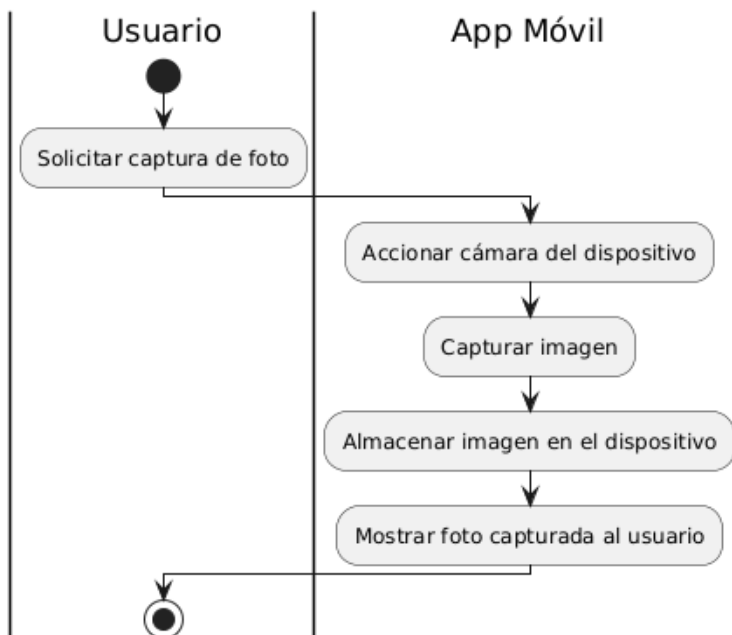 Usuario
App Móvil
Solicitar captura de foto
Accionar cámara del dispositivo
Capturar imagen
Almacenar imagen en el dispositivo
Mostrar foto capturada al usuario